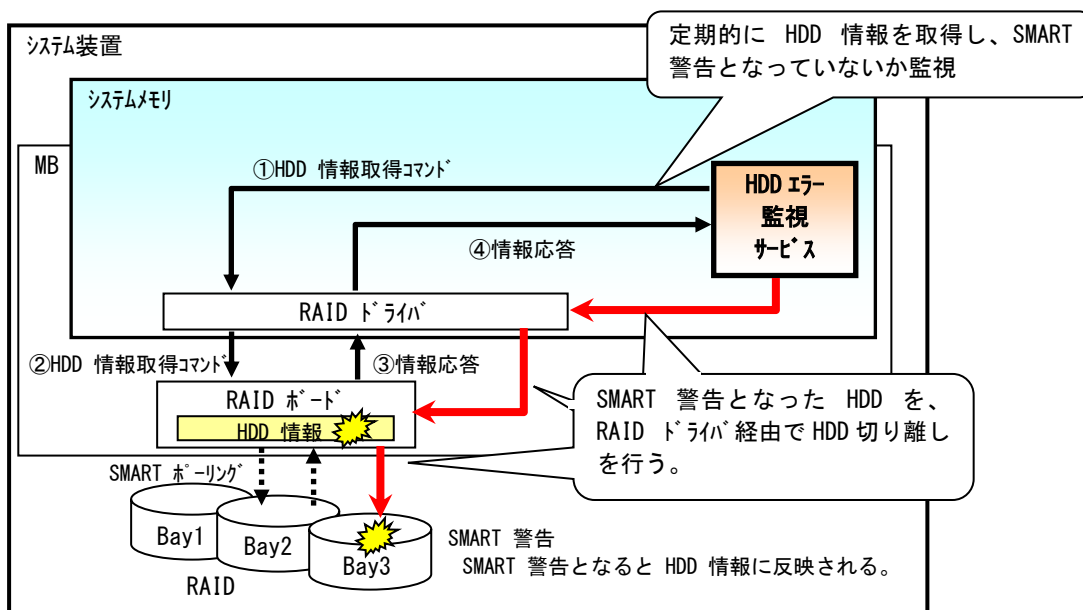 定期的に HDD 情報を取得し、SMART
警告となっていないか監視
ｼｽﾃﾑ装置
ｼｽﾃﾑﾒﾓﾘ
MB
①HDD 情報取得ｺﾏﾝﾄﾞ
HDD ｴﾗｰ
監視
ｻｰﾋﾞｽ
④情報応答
RAID ﾄﾞﾗｲﾊﾞ
②HDD 情報取得ｺﾏﾝﾄﾞ
③情報応答
RAID ﾎﾞｰﾄﾞ
HDD 情報
SMART 警告となった HDD を、
RAID ﾄﾞﾗｲﾊﾞ経由で HDD 切り離し
を行う。
SMART ﾎﾟｰﾘﾝｸﾞ
Bay1
Bay2
Bay3
RAID
SMART 警告
SMART 警告となると HDD 情報に反映される。